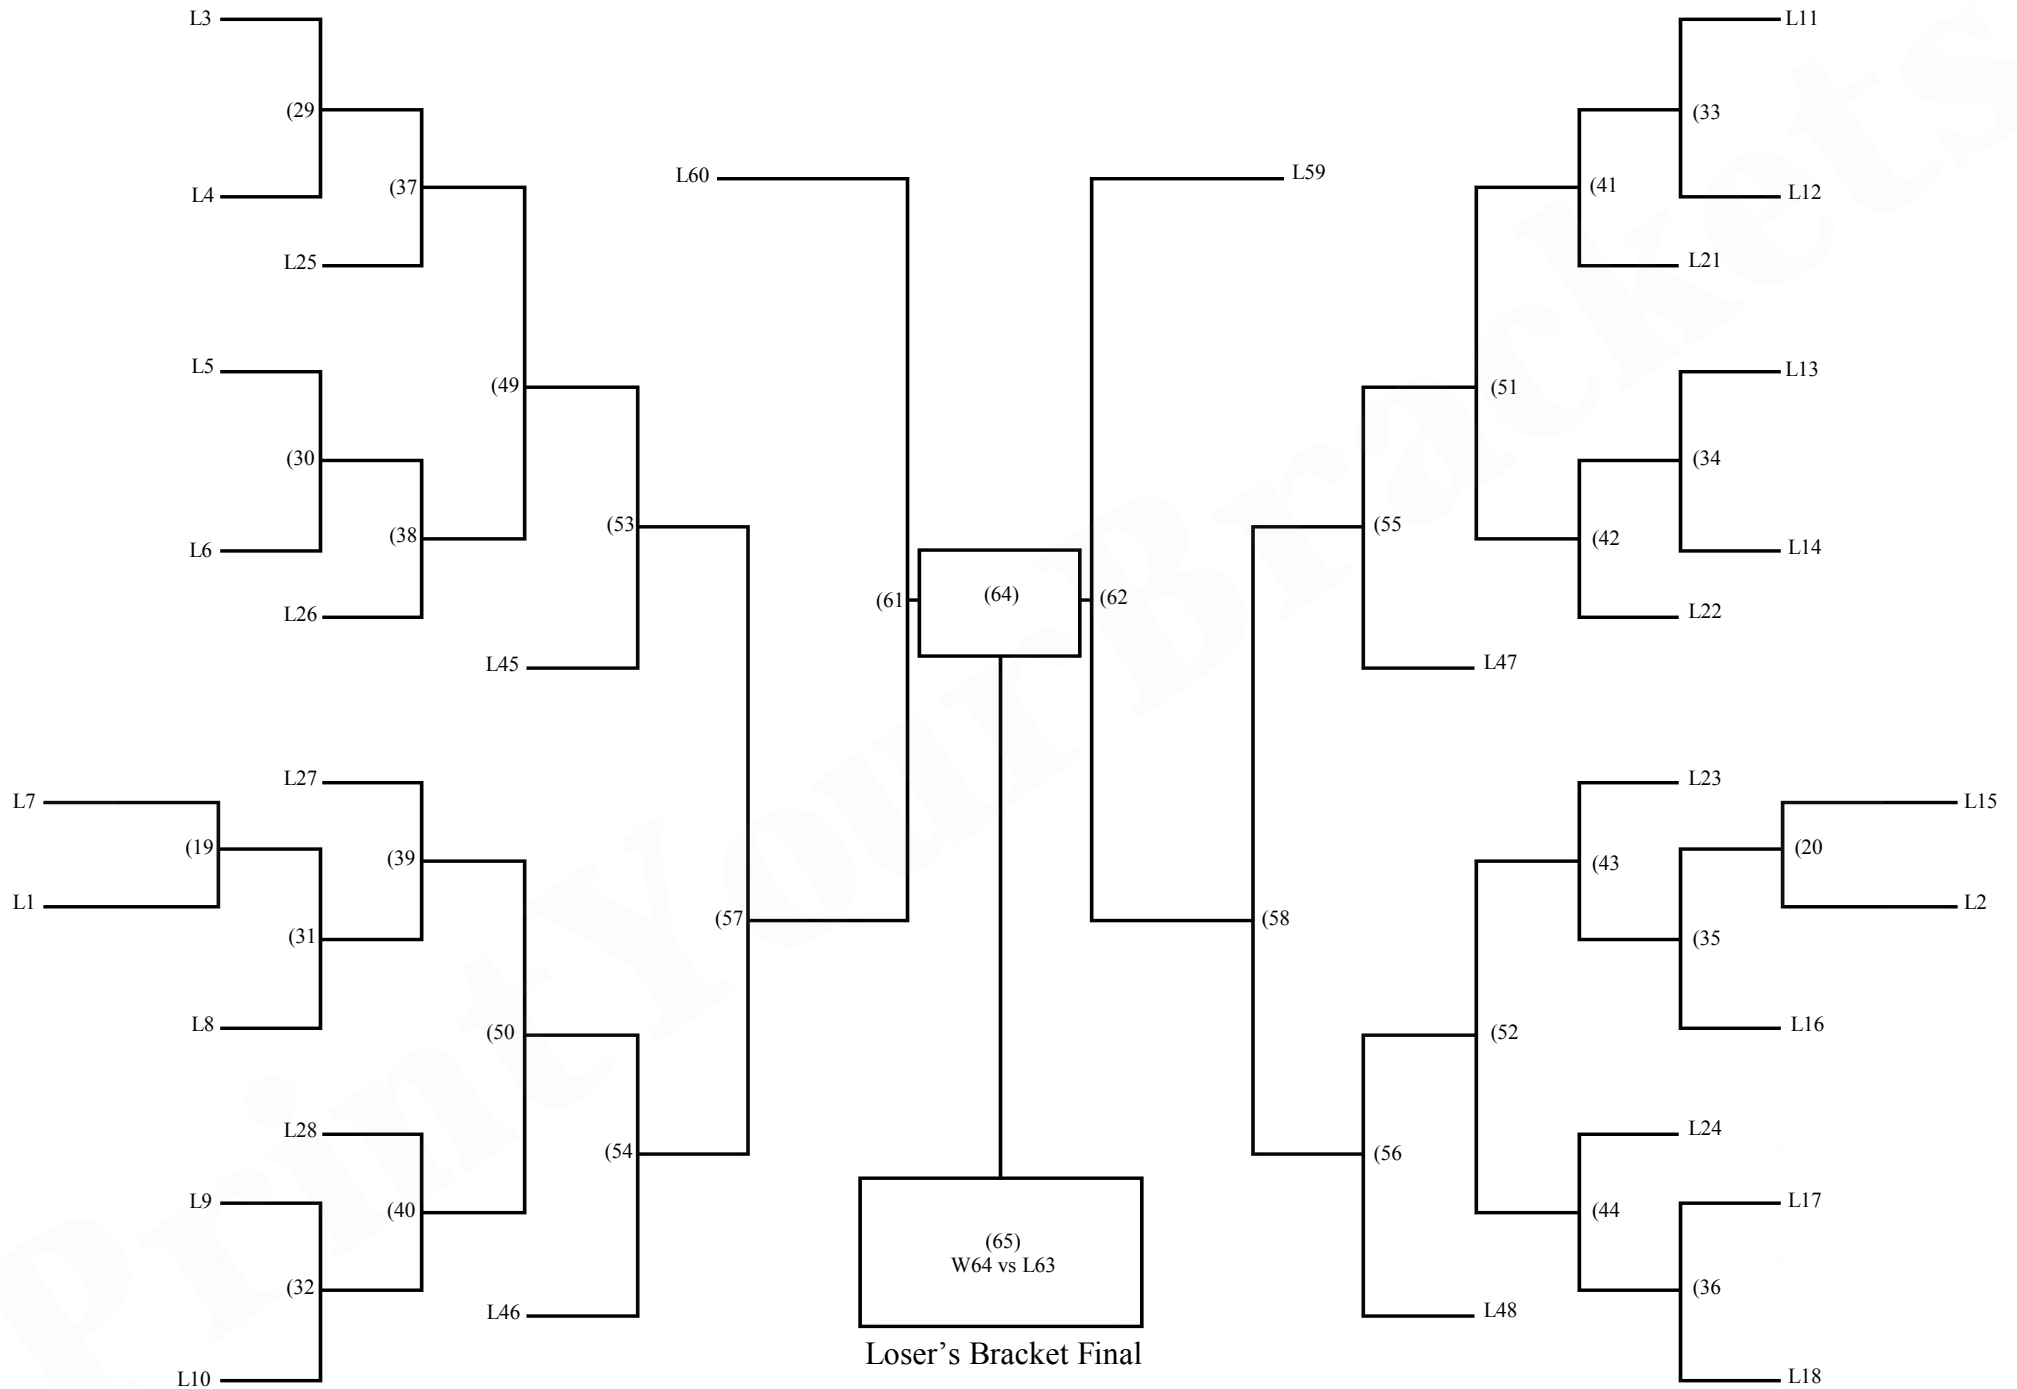 L3
L11
(29
(33
L60
L59
(37
(41
L4
L12
L25
L21
L5
L13
(49
(51
(30
(34
(53
(55
(38
(42
L6
L14
(61
(64)
(62
L26
L22
L45
L47
L27
L23
L7
L15
(19
(39
(43
(20
L1
L2
(57
(58
(31
(35
L8
L16
(50
(52
L28
L24
(54
(56
L9
L17
(40
(44
(65)
W64 vs L63
(32
(36
L46
L48
Loser’s Bracket Final
L10
L18
PrintYourBrackets